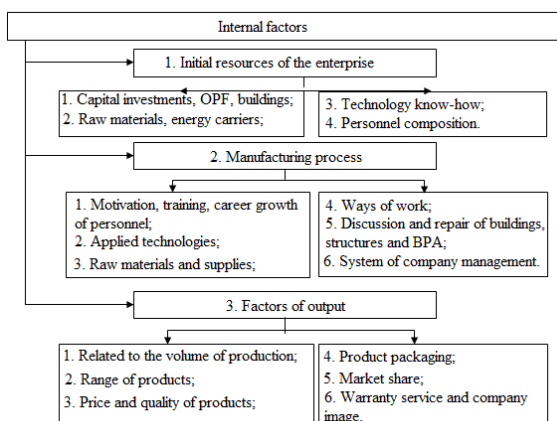 Internal factors
1. Initial resources of the enterprise
1. Capital investments, OPF, buildings;
2. Raw materials, energy carriers;
3. Technology know-how;
4. Personnel composition.
2. Manufacturing process
1. Motivation, training, career growth
of personnel;
2. Applied technologies;
3. Raw materials and supplies;
4. Ways of work;
5. Discussion and repair of buildings,
structures and BPA;
6. System of company management.
3. Factors of output
1. Related to the volume of production;
2. Range of products;
3. Price and quality of products;
4. Product packaging;
5. Market share;
6. Warranty service and company
image.